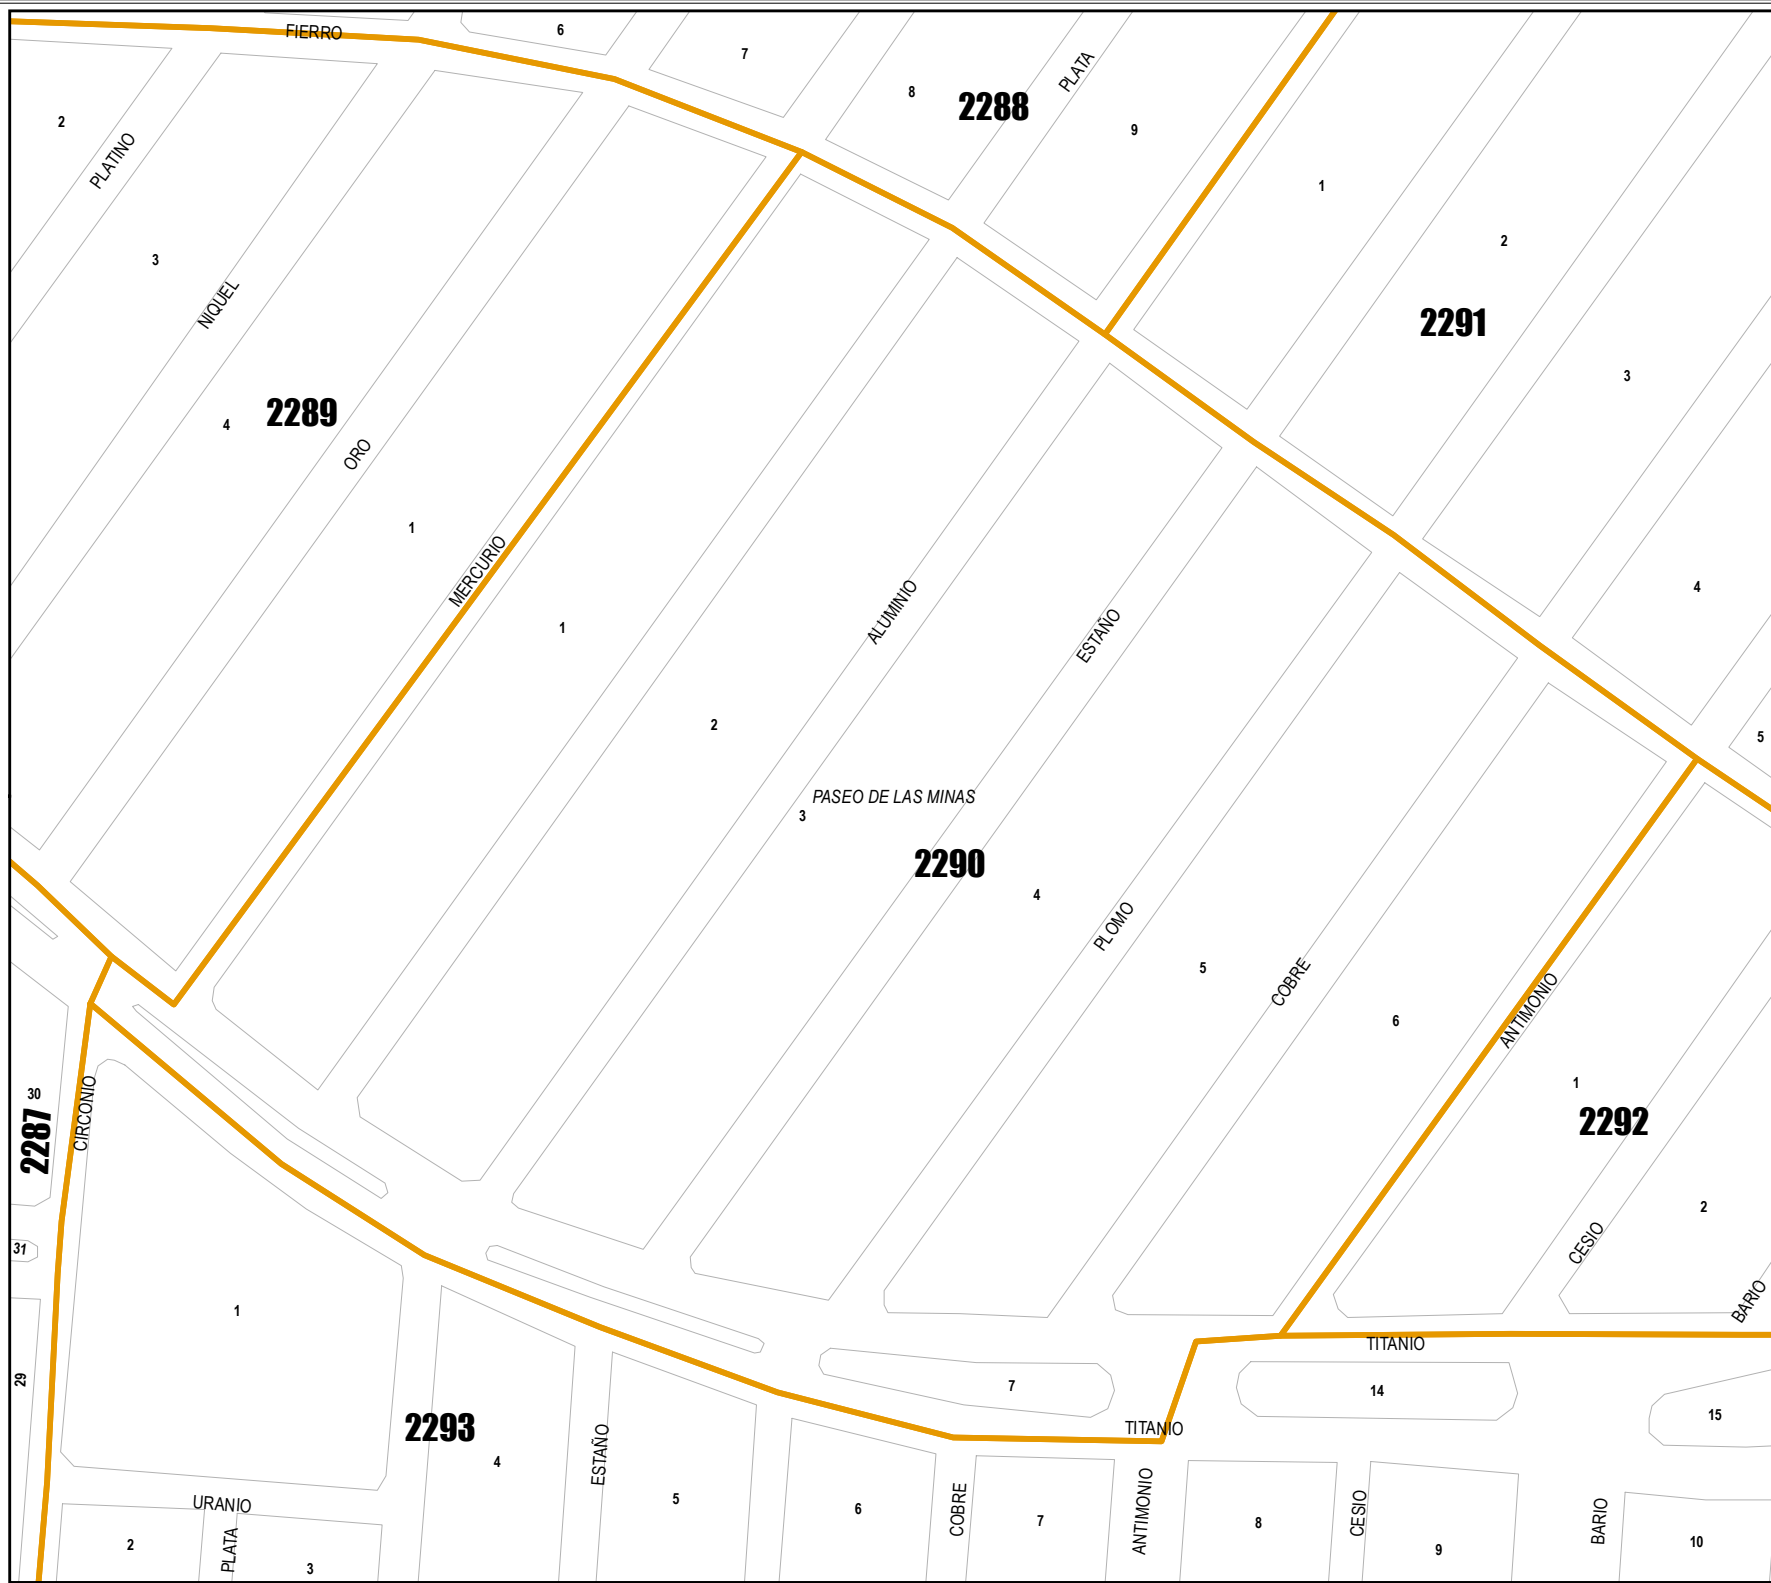 FIERRO
6
7
8
2288
PLATA
9
2
PLATINO
1
2
3
2291
NIQUEL
3
2289
4
ORO
1
MERCURIO
1
4
ALUMINIO
ESTAÑO
2
5
PASEO DE LAS MINAS
3
2290
4
PLOMO
5
COBRE
6
ANTIMONIO
1
2292
30
2287
CIRCONIO
2
CESIO
31
BARIO
1
TITANIO
29
7
14
15
2293
TITANIO
4
ESTAÑO
5
6
COBRE
7
ANTIMONIO
8
CESIO
9
BARIO
10
URANIO
2
PLATA
3